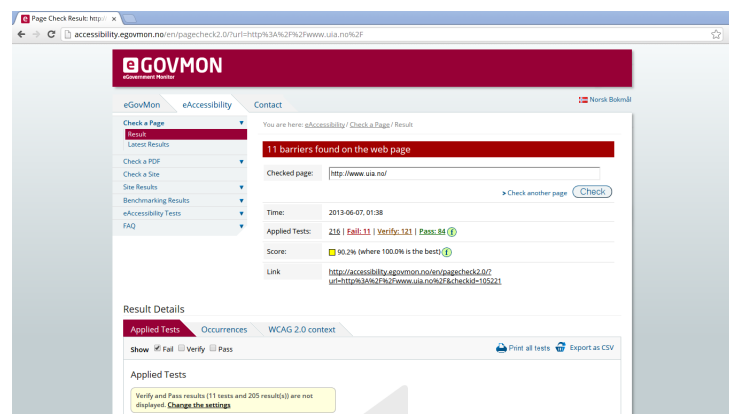 Page Check Result: http:/
accessibility.egovmon.no/en/pagecheck2.0/?url=http%3A%2F%2Fwww.uia.no%2F
eGOVMON
eGovernment Monitor
eGovMon eAccessibility Contact
Norsk Bokmål
Check a Page
Result
Latest Results
Check a PDF
Check a Site
Site Results
Benchmarking Results
eAccessibility Tests
FAQ
You are here: eAccessibility / Check a Page / Result
11 barriers found on the web page
Checked page: http://www.uia.no/
> Check another page Check
Time: 2013-06-07, 01:38
Applied Tests: 216 | Fail: 11 | Verify: 121 | Pass: 84 i
Score: 90.2% (where 100.0% is the best) i
Link http://accessibility.egovmon.no/en/pagecheck2.0/?
url=http%3A%2F%2Fwww.uia.no%2F&checkid=105221
Result Details
Applied Tests Occurrences WCAG 2.0 context
Show Fail Verify Pass
Print all tests Export as CSV
Applied Tests
Verify and Pass results (11 tests and 205 result(s)) are not
displayed. Change the settings